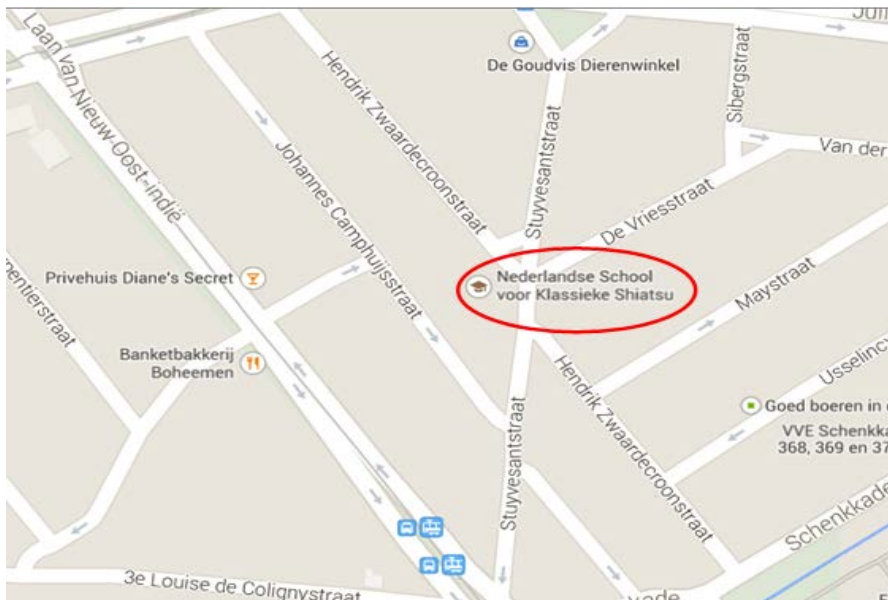 Laan van Nieuw Oost-Indië
Hendrik Zwaardecroonstraat
De Goudvis Dierenwinkel
Sibergstraat
Johannes Camphuijsstraat
Stuyvesantstraat
Van der
De Vriesstraat
Privehuis Diane's Secret
Nederlandse School
voor Klassieke Shiatsu
Maystraat
Banketbakkerij
Boheemen
Hendrik Zwaardecroonstraat
Usselincx
Goed boeren in
VVE Schenkka
368, 369 en 37
Stuyvesantstraat
Schenkkade
3e Louise de Colignystraat